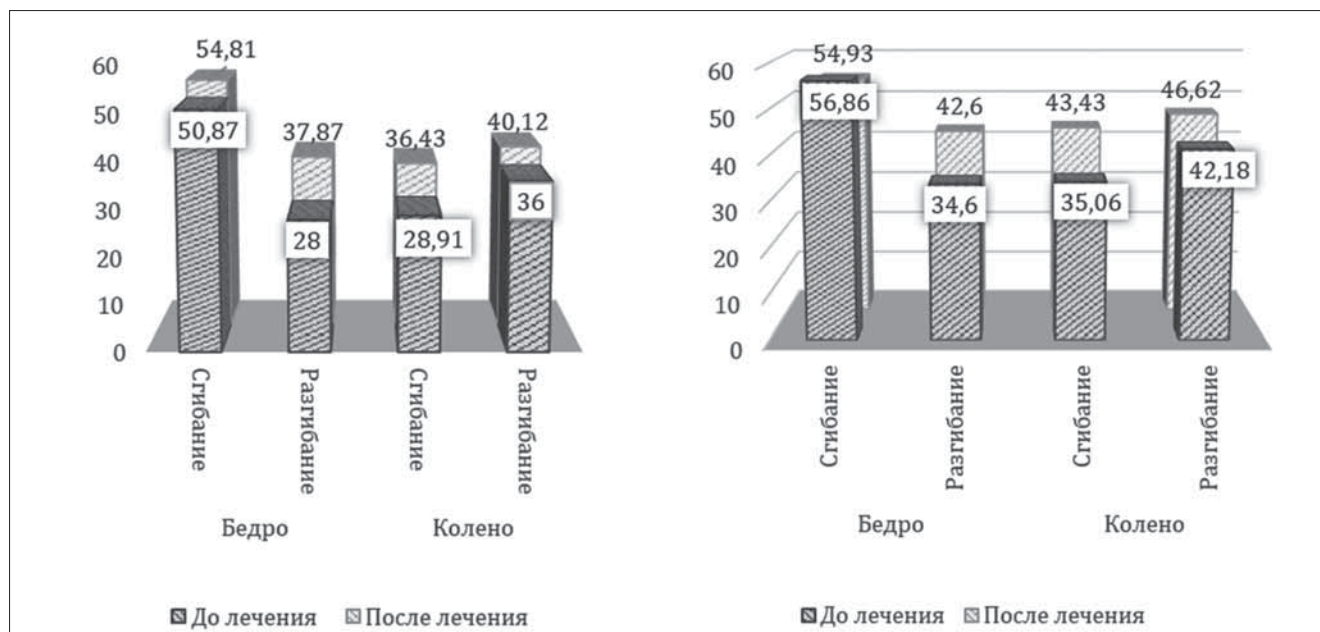 60
50
40
30
20
10
0
54,81
50,87
37,87
28
36,43
28,91
40,12
36
Сгибание
Разгибание
Сгибание
Разгибание
Бедро
Колено
До лечения
После лечения
60
50
40
30
20
10
0
54,93
56,86
42,6
34,6
43,43
35,06
46,62
42,18
Сгибание
Разгибание
Сгибание
Разгибание
Бедро
Колено
До лечения
После лечения